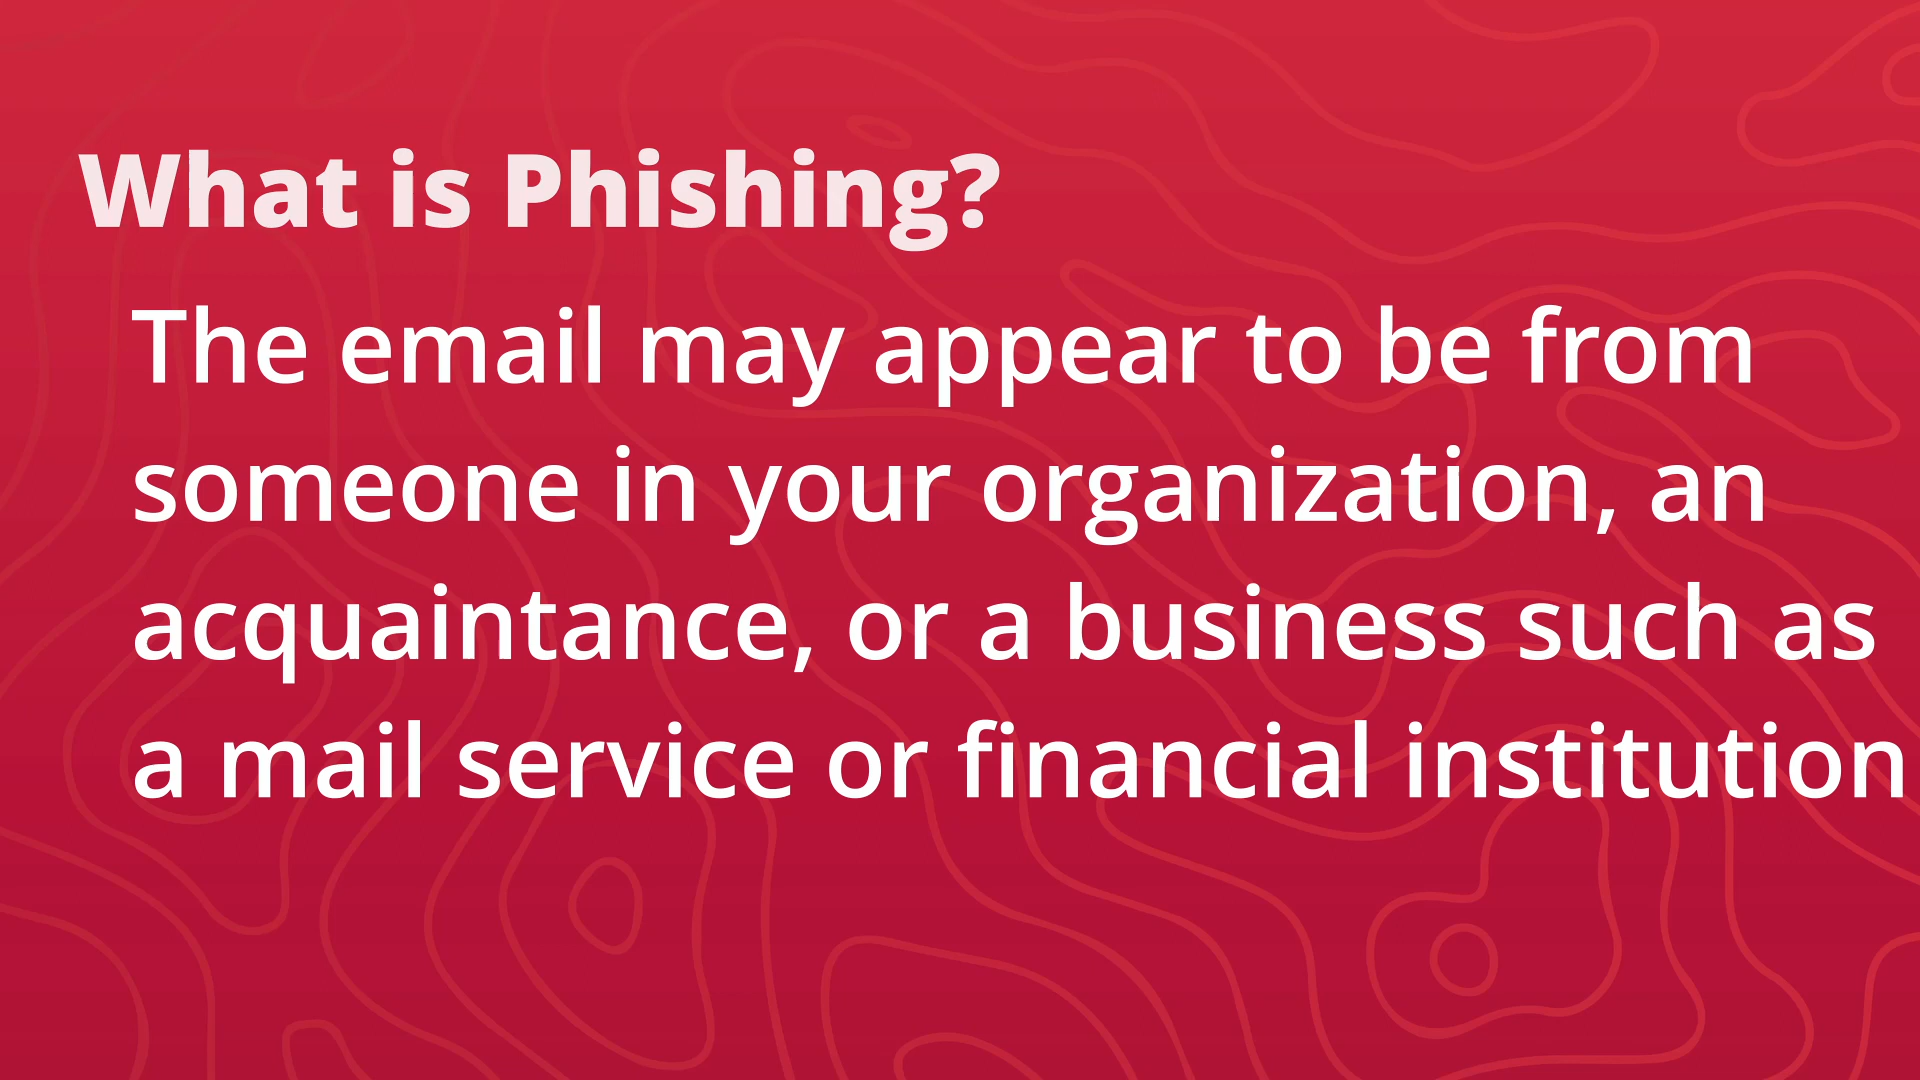 What is Phishing?
The email may appear to be from
someone in your organization, an
acquaintance, or a business such as
a mail service or financial institution